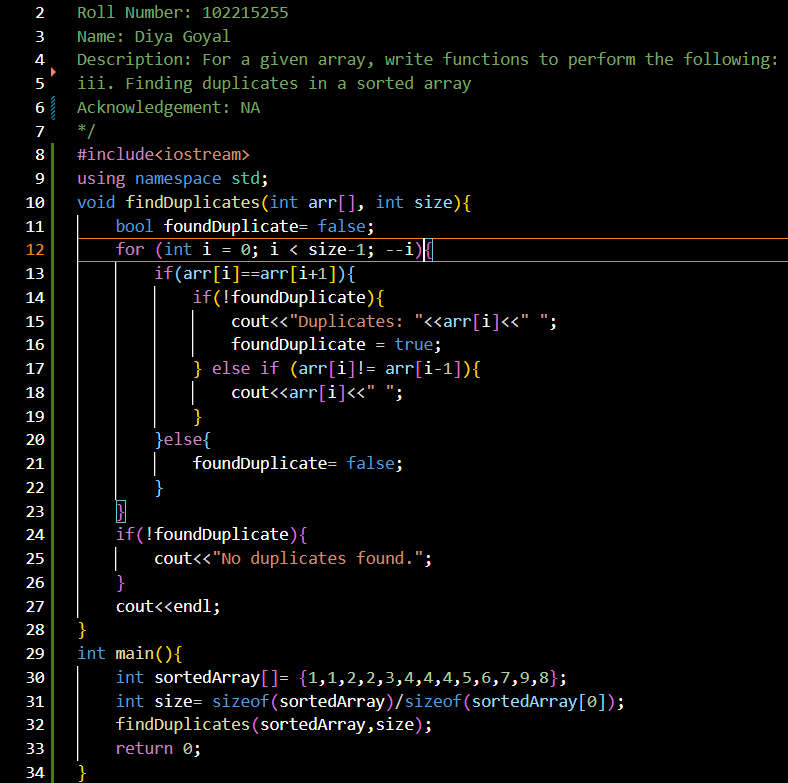 2 Roll Number: 102215255
3 Name: Diya Goyal
4 Description: For a given array, write functions to perform the following:
5 iii. Finding duplicates in a sorted array
6 Acknowledgement: NA
7 */
8 #include<iostream>
9 using namespace std;
10 void findDuplicates(int arr[], int size){
11     bool foundDuplicate= false;
12     for (int i = 0; i < size-1; --i){
13         if(arr[i]==arr[i+1]){
14             if(!foundDuplicate){
15                 cout<<"Duplicates: "<<arr[i]<<" ";
16                 foundDuplicate = true;
17             } else if (arr[i]!= arr[i-1]){
18                 cout<<arr[i]<<" ";
19             }
20         }else{
21             foundDuplicate= false;
22         }
23     }
24     if(!foundDuplicate){
25         cout<<"No duplicates found.";
26     }
27     cout<<endl;
28 }
29 int main(){
30     int sortedArray[]= {1,1,2,2,3,4,4,4,5,6,7,9,8};
31     int size= sizeof(sortedArray)/sizeof(sortedArray[0]);
32     findDuplicates(sortedArray,size);
33     return 0;
34 }